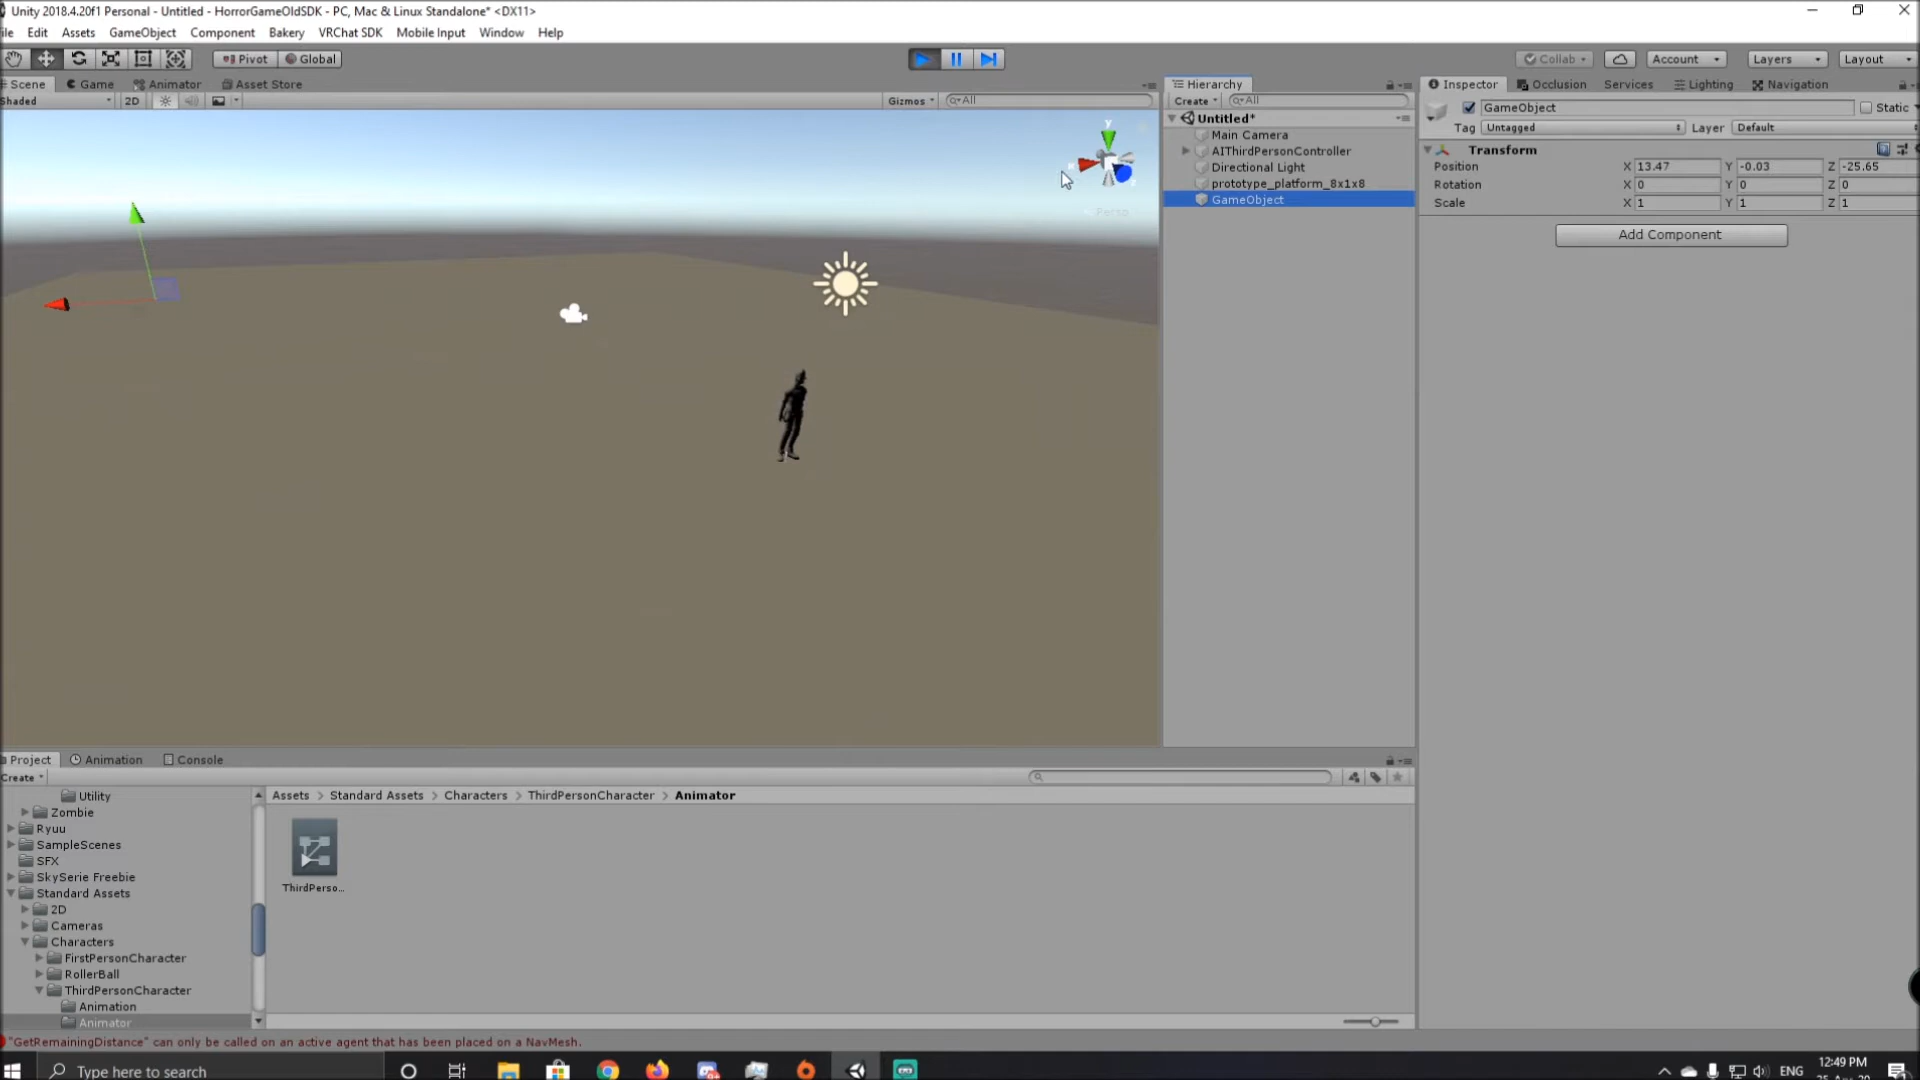 Unity 2018.4.20f1 Personal - Untitled - HorrorGameOldSDK - PC, Mac & Linux Standalone* <DX11>
ile Edit Assets GameObject Component Bakery VRChat SDK Mobile Input Window Help
Pivot Global Collab Account Layers Layout
Scene Game Animator Asset Store
Shaded 2D Gizmos All
y
Hierarchy
Create All
Untitled*
Main Camera
AIThirdPersonController
Directional Light
prototype_platform_8x1x8
GameObject
Inspector Occlusion Services Lighting Navigation
GameObject Static
Tag Untagged Layer Default
Transform
Position X 13.47 Y -0.03 Z -25.65
Rotation X 0 Y 0 Z 0
Scale X 1 Y 1 Z 1
Add Component
Project Animation Console
Create
Utility
Zombie
Ryuu
SampleScenes
SFX
SkySerie Freebie
Standard Assets
2D
Cameras
Characters
FirstPersonCharacter
RollerBall
ThirdPersonCharacter
Animation
Animator
Assets > Standard Assets > Characters > ThirdPersonCharacter > Animator
ThirdPerso...
"GetRemainingDistance" can only be called on an active agent that has been placed on a NavMesh.
Type here to search
ENG
12:49 PM